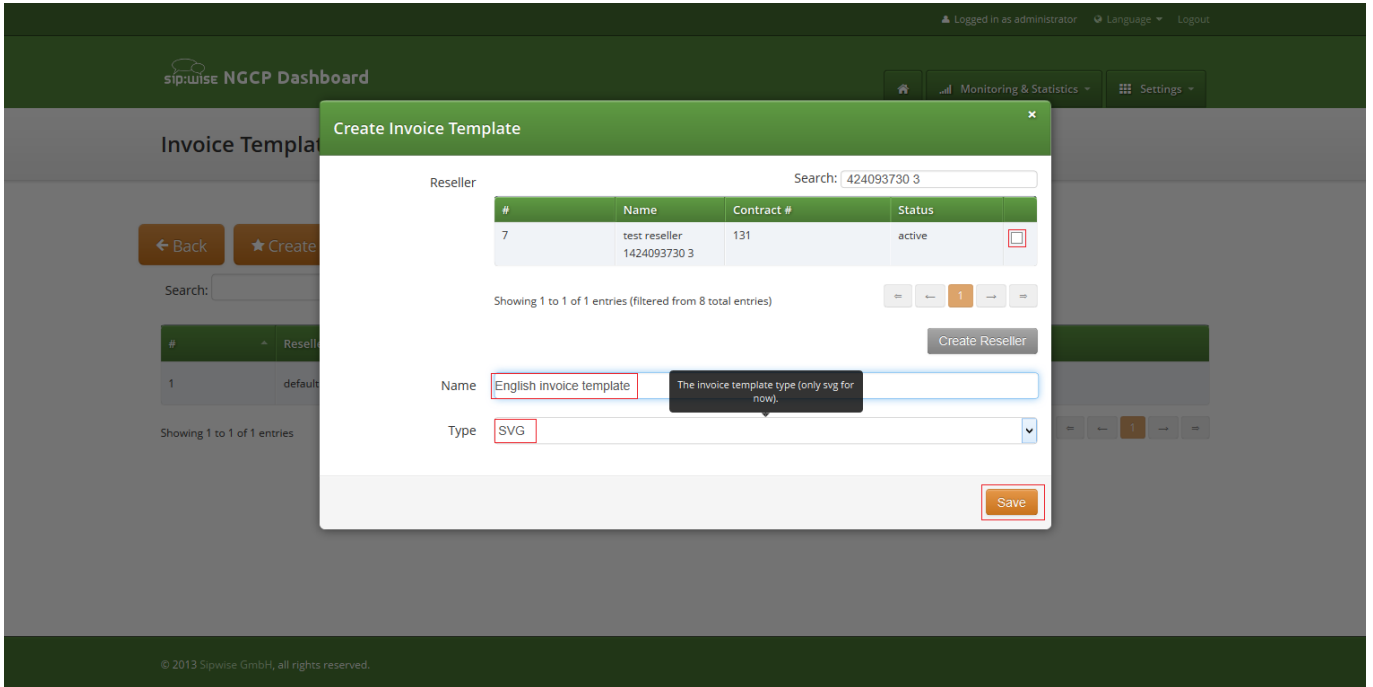 Logged in as administrator Language Logout
sip:wise NGCP Dashboard
Monitoring & Statistics Settings
Create Invoice Template ×
Invoice Templat
Reseller Search: 424093730 3
# Name Contract # Status
7 test reseller 131 active
1424093730 3
Back Create
Search:
Showing 1 to 1 of 1 entries (filtered from 8 total entries) ⇐ ← 1 → ⇒
Create Reseller
# Reselle
1 default
Name English invoice template
The invoice template type (only svg for
now).
Type SVG
Showing 1 to 1 of 1 entries ⇐ ← 1 → ⇒
Save
© 2013 Sipwise GmbH, all rights reserved.